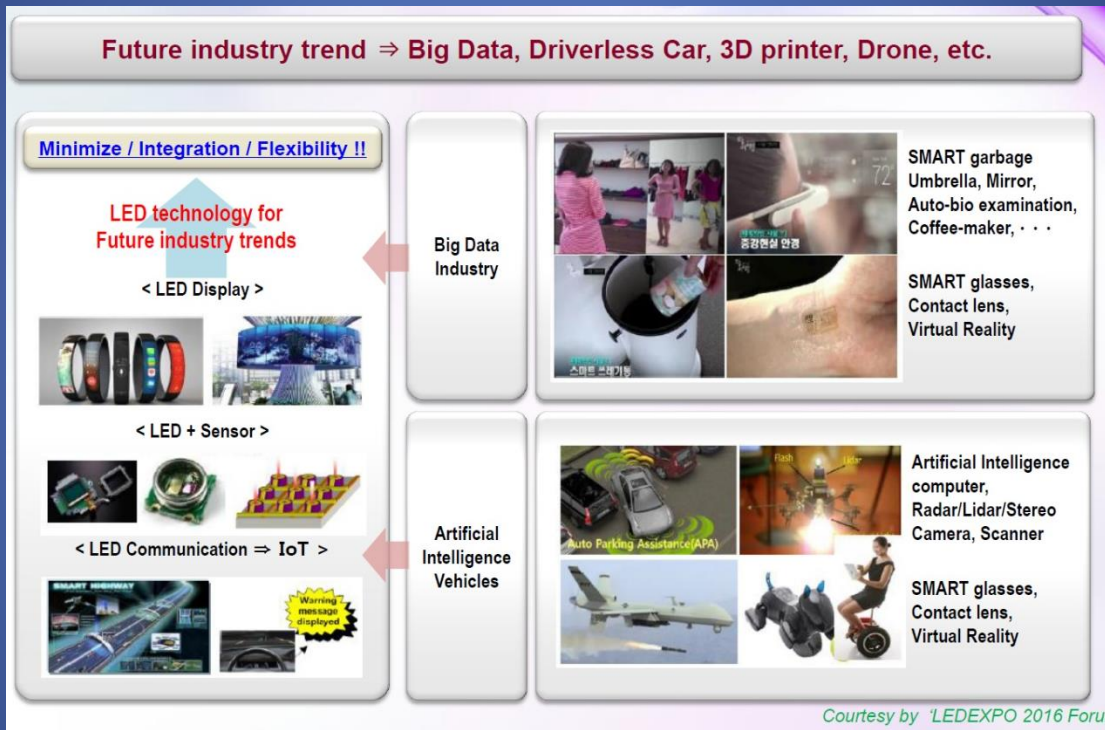 Future industry trend ⇒ Big Data, Driverless Car, 3D printer, Drone, etc.
Minimize / Integration / Flexibility !!
LED technology for
Future industry trends
< LED Display >
< LED + Sensor >
< LED Communication ⇒ IoT >
SMART HIGHWAY
Warning
message
displayed
Big Data
Industry
72°
증강현실 안경
스마트 쓰레기통
SMART garbage
Umbrella, Mirror,
Auto-bio examination,
Coffee-maker, · · ·
SMART glasses,
Contact lens,
Virtual Reality
Artificial
Intelligence
Vehicles
Auto Parking Assistance(APA)
Flash
Lidar
Artificial Intelligence
computer,
Radar/Lidar/Stereo
Camera, Scanner
SMART glasses,
Contact lens,
Virtual Reality
Courtesy by 'LEDEXPO 2016 Foru